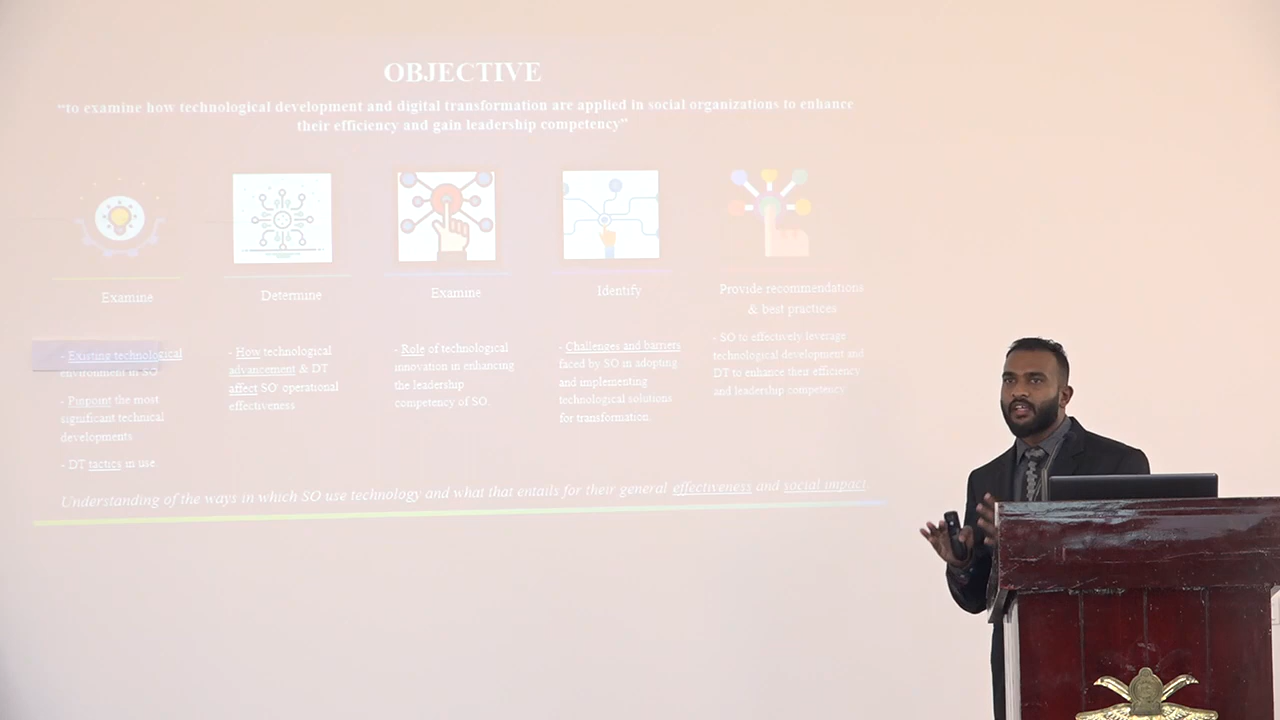 OBJECTIVE
“to examine how technological development and digital transformation are applied in social organizations to enhance
their efficiency and gain leadership competency”
Examine
- Existing technological
environment in SO
- Pinpoint the most
significant technical
developments
- DT tactics in use.
Determine
- How technological
advancement & DT
affect SO operational
effectiveness
Examine
- Role of technological
innovation in enhancing
the leadership
competency of SO.
Identify
- Challenges and barriers
faced by SO in adopting
and implementing
technological solutions
for transformation.
Provide recommendations
& best practices
- SO to effectively leverage
technological development and
DT to enhance their efficiency
and leadership competency
Understanding of the ways in which SO use technology and what that entails for their general effectiveness and social impact.